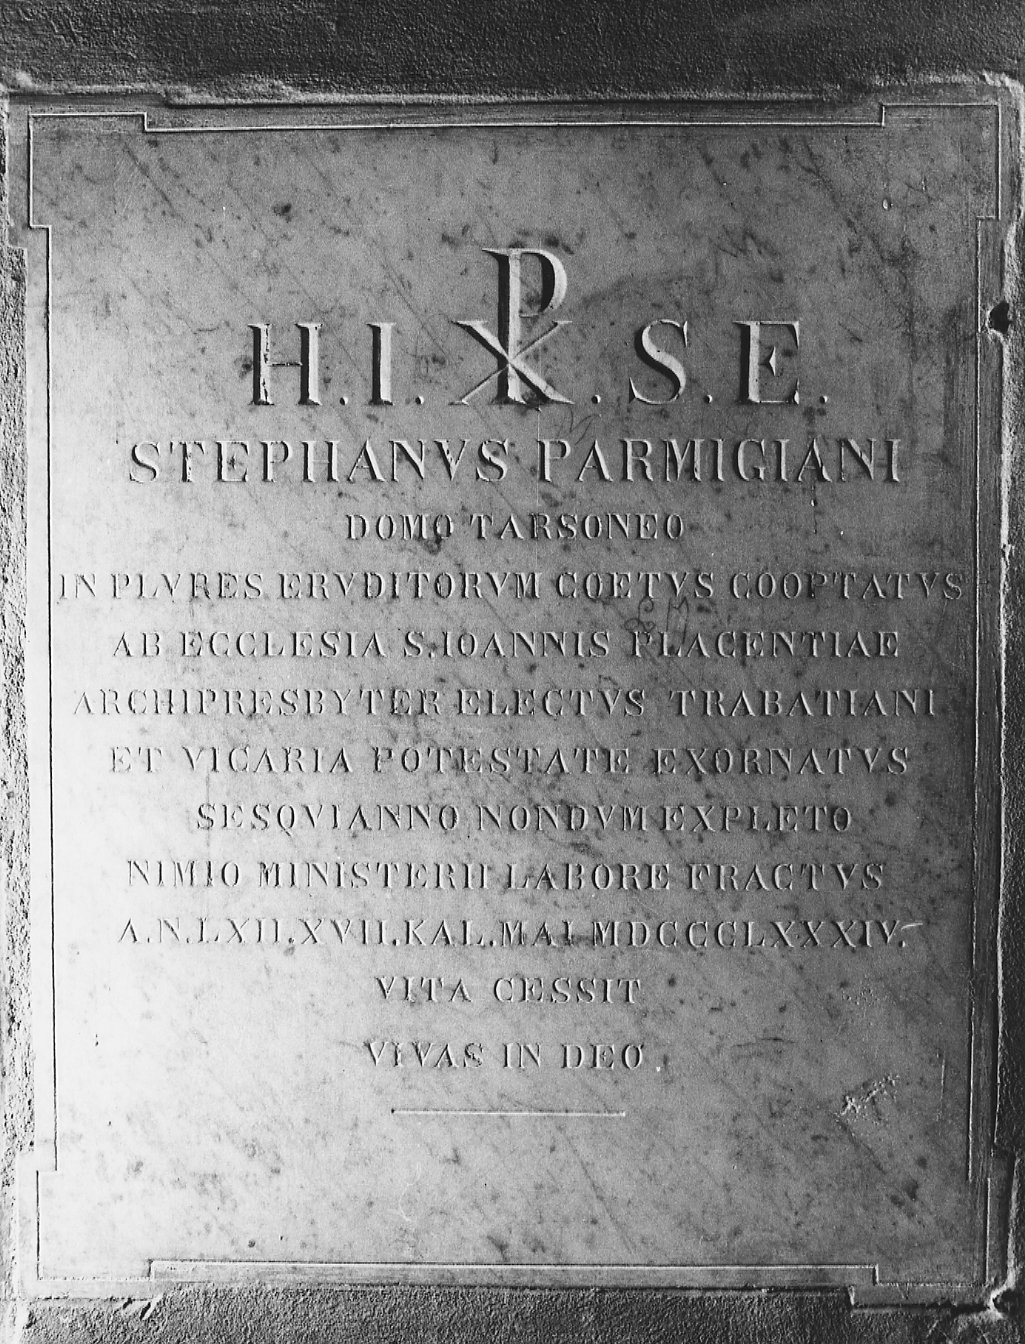 H.I.☧.S.E.
STEPHANVS PARMIGIANI
DOMO TARSONEO
IN PLVRES ERVDITORVM COETVS COOPTATVS
AB ECCLESIA S.IOANNIS PLACENTIAE
ARCHIPRESBYTER ELECTVS TRABATIANI
ET VICARIA POTESTATE EXORNATVS
SESQVIANNO NONDVM EXPLETO
NIMIO MINISTERII LABORE FRACTVS
A.N.LXII.XVII.KAL.MAI.MDCCCLXXXIV.
VITA CESSIT
VIVAS IN DEO.